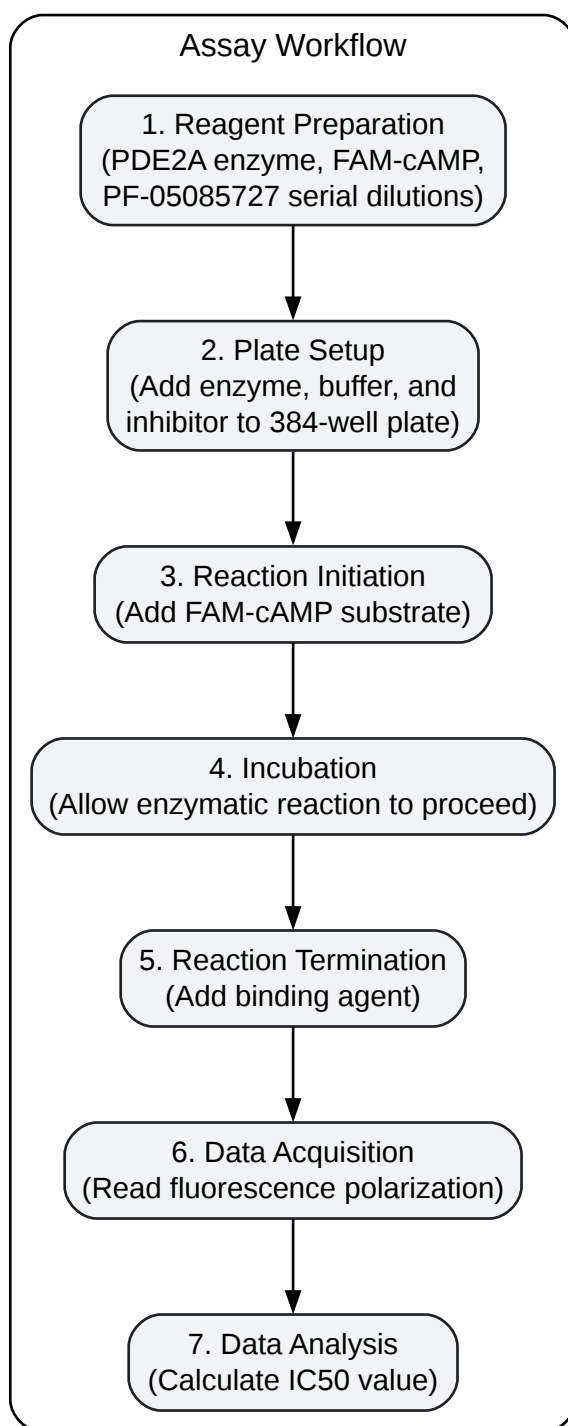 Assay Workflow
1. Reagent Preparation
(PDE2A enzyme, FAM-cAMP,
PF-05085727 serial dilutions)
2. Plate Setup
(Add enzyme, buffer, and
inhibitor to 384-well plate)
3. Reaction Initiation
(Add FAM-cAMP substrate)
4. Incubation
(Allow enzymatic reaction to proceed)
5. Reaction Termination
(Add binding agent)
6. Data Acquisition
(Read fluorescence polarization)
7. Data Analysis
(Calculate IC50 value)